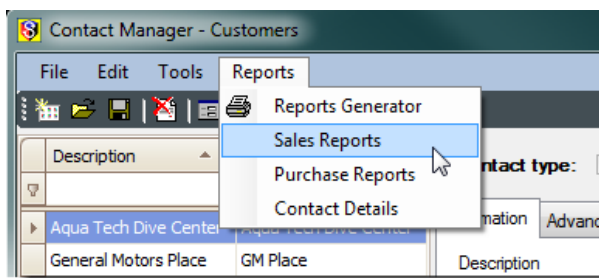 Contact Manager - Customers
File Edit Tools Reports
Reports Generator
Sales Reports
Purchase Reports
Contact Details
Description
ntact type:
Aqua Tech Dive Center Aqua Tech Dive Center
mation Advanc
General Motors Place GM Place
Description